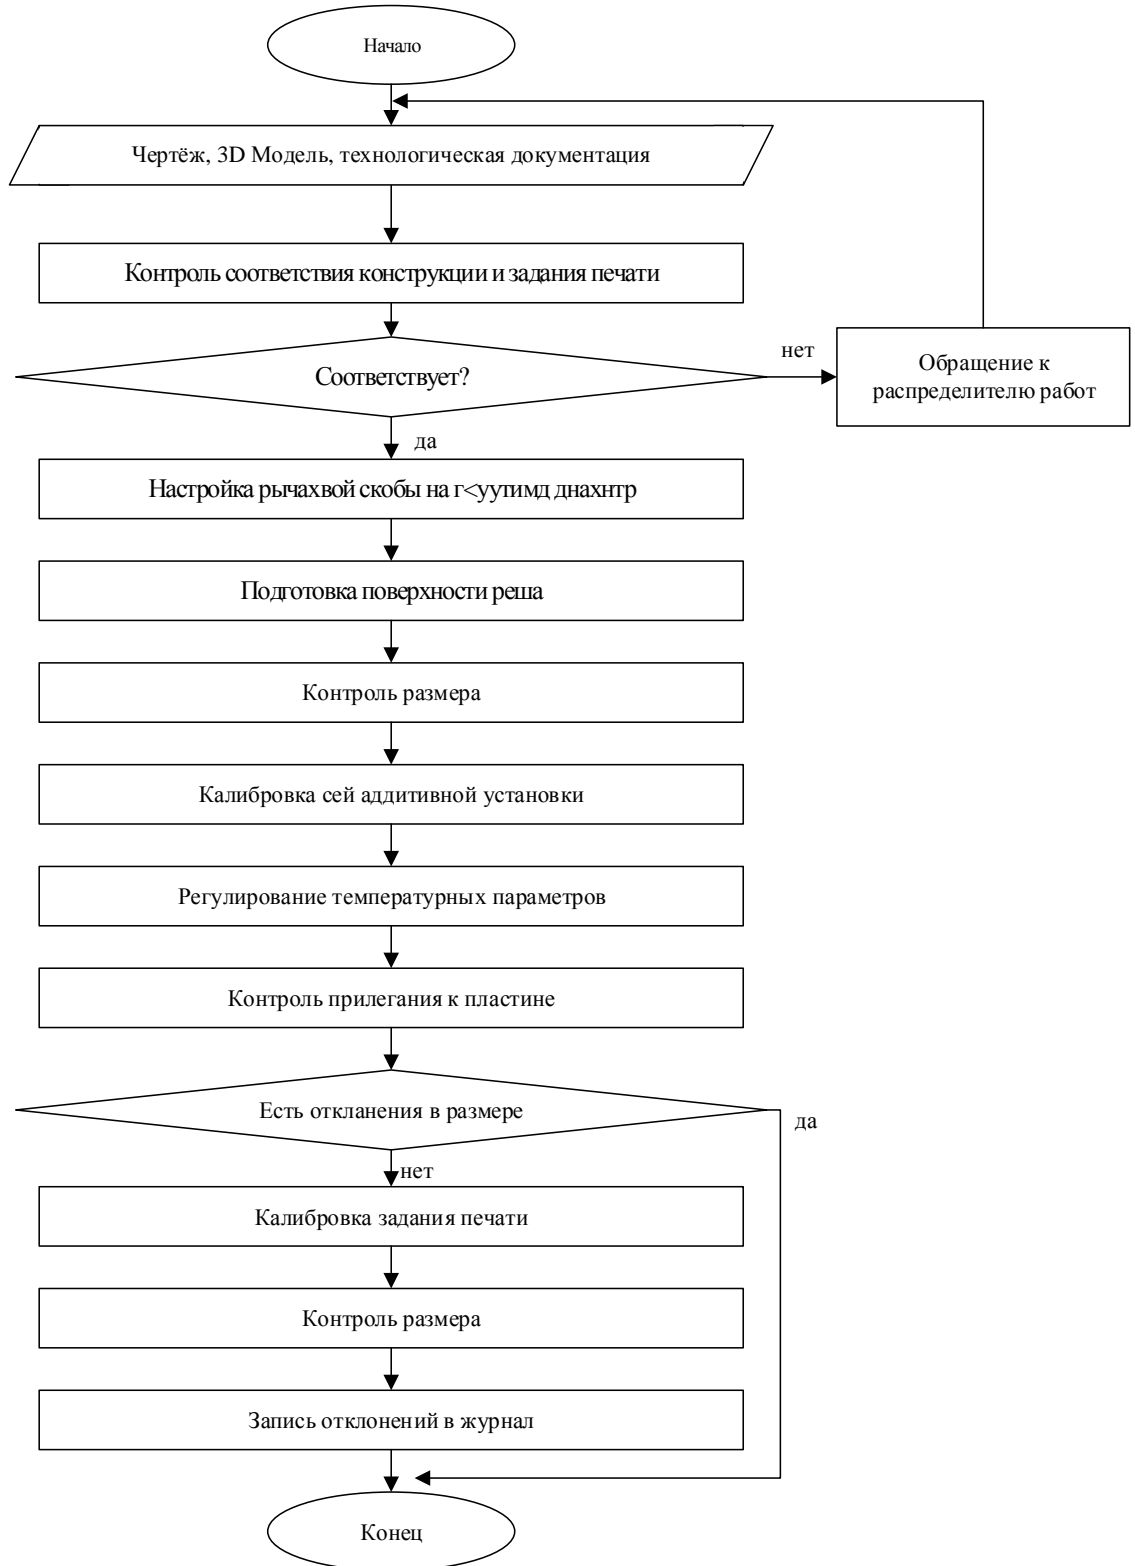 Начало
Чертёж, 3D Модель, технологическая документация
Контроль соответствия конструкции и задания печати
Соответствует?
нет
Обращение к
распределителю работ
да
Настройка рычахвой скобы на г<уутимд днахнтр
Подготовка поверхности реша
Контроль размера
Калибровка сей аддитивной установки
Регулирование температурных параметров
Контроль прилегания к пластине
Есть откланения в размере
да
нет
Калибровка задания печати
Контроль размера
Запись отклонений в журнал
Конец